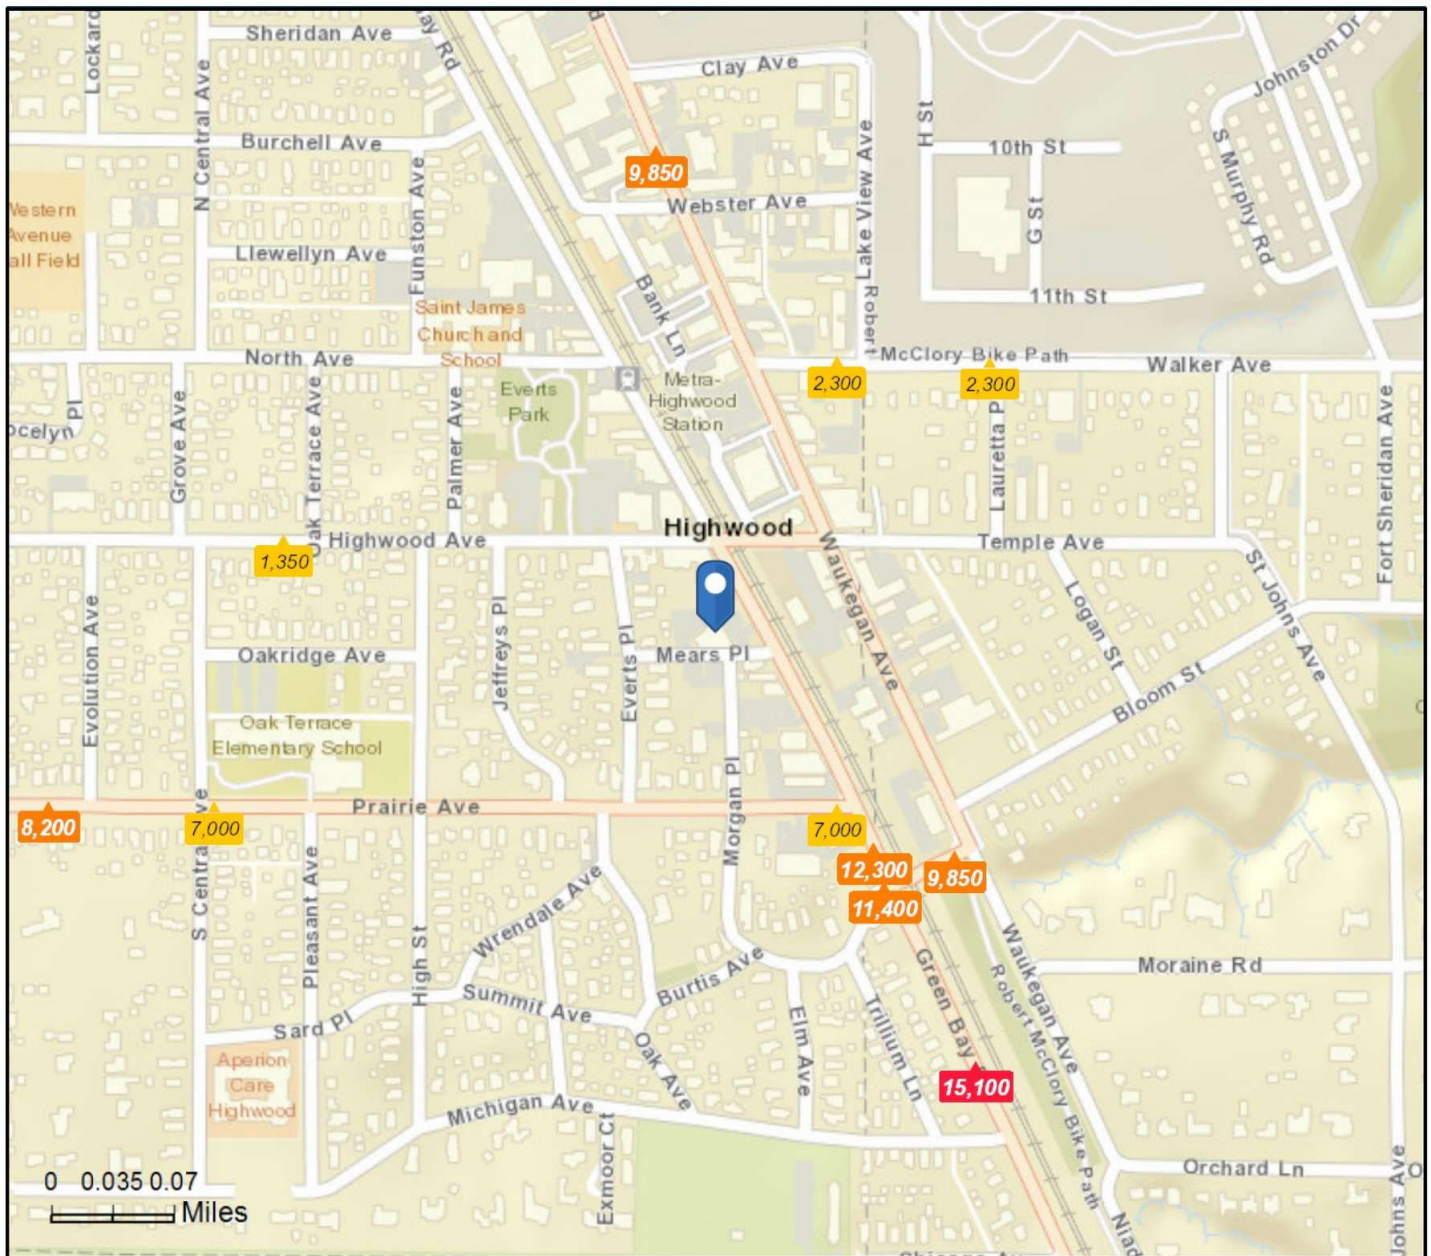 Sheridan Ave
Lockard
Clay Ave
Johnston Dr
N Central Ave
Burchell Ave
H St
10th St
S Murphy Rd
9,850
Webster Ave
Lake View Ave
G St
Western
Avenue
Funston Ave
Llewellyn Ave
Field
Bank Ln
11th St
Saint James
Church and
School
North Ave
Robert
McClory Bike Path
Walker Ave
Everts
Park
Metra-
Highwood
Station
2,300
2,300
Grove Ave
Oak Terrace Ave
Palmer Ave
Lauretta
Fort Sheridan Ave
Pl
Highwood
Highwood Ave
Temple Ave
1,350
Waukegan Ave
St Johns Ave
Evolution Ave
Oakridge Ave
Jeffreys Pl
Everts Pl
Mears Pl
Logan St
Bloom St
Oak Terrace
Elementary School
8,200
7,000
Prairie Ave
Morgan Pl
7,000
12,300
9,850
11,400
S Central Ave
Pleasant Ave
High St
Wrendale Ave
Burtis Ave
Green Bay
Waukegan Ave
Moraine Rd
Summit Ave
Sard Pl
Oak Ave
Elm Ave
Trillium Ln
Robert McClory Bike Path
Aperion
Care
Highwood
15,100
Michigan Ave
Exmoor Ct
Orchard Ln
O
Johns Ave
Niad
0 0.035 0.07
Miles